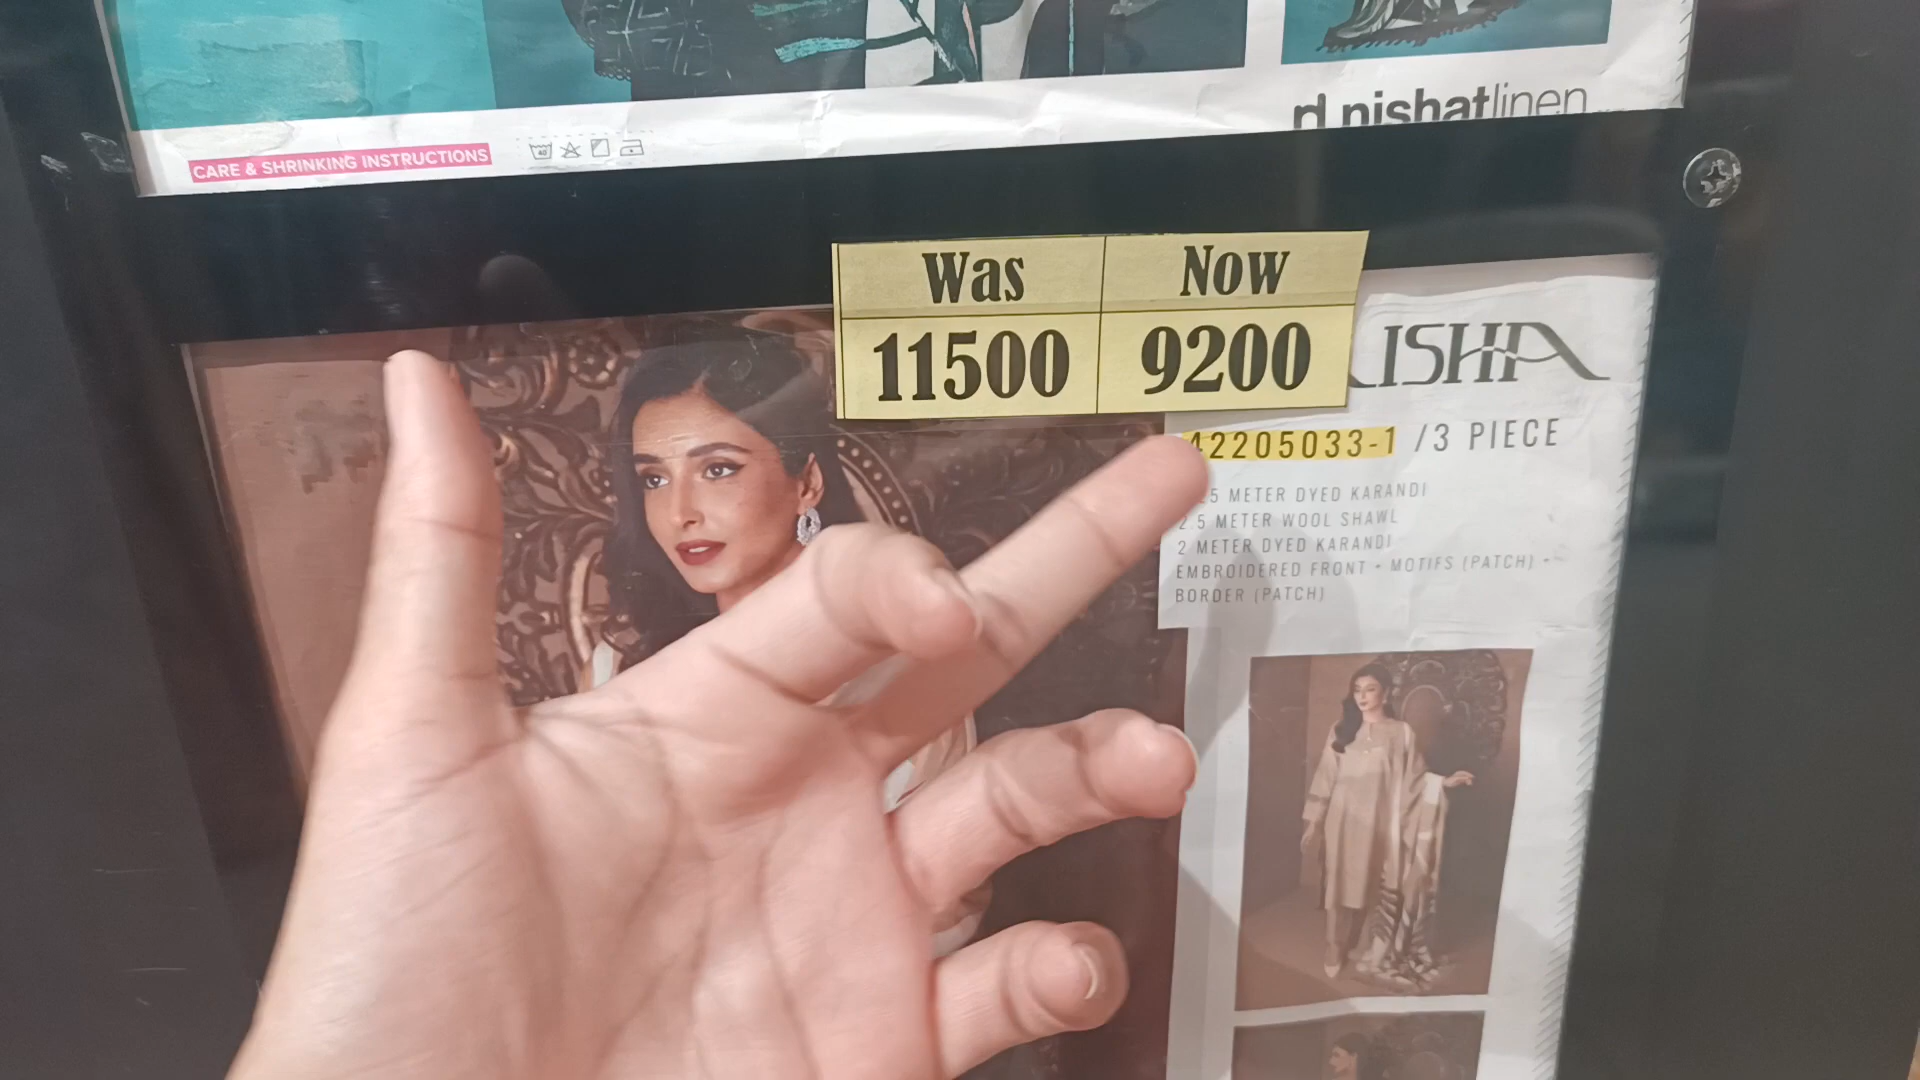 nishatlinen
CARE & SHRINKING INSTRUCTIONS
Was Now
11500 9200
ISHA
42205033-1 /3 PIECE
5 METER DYED KARANDI
2.5 METER WOOL SHAWL
2 METER DYED KARANDI
EMBROIDERED FRONT - MOTIFS (PATCH) -
BORDER (PATCH)